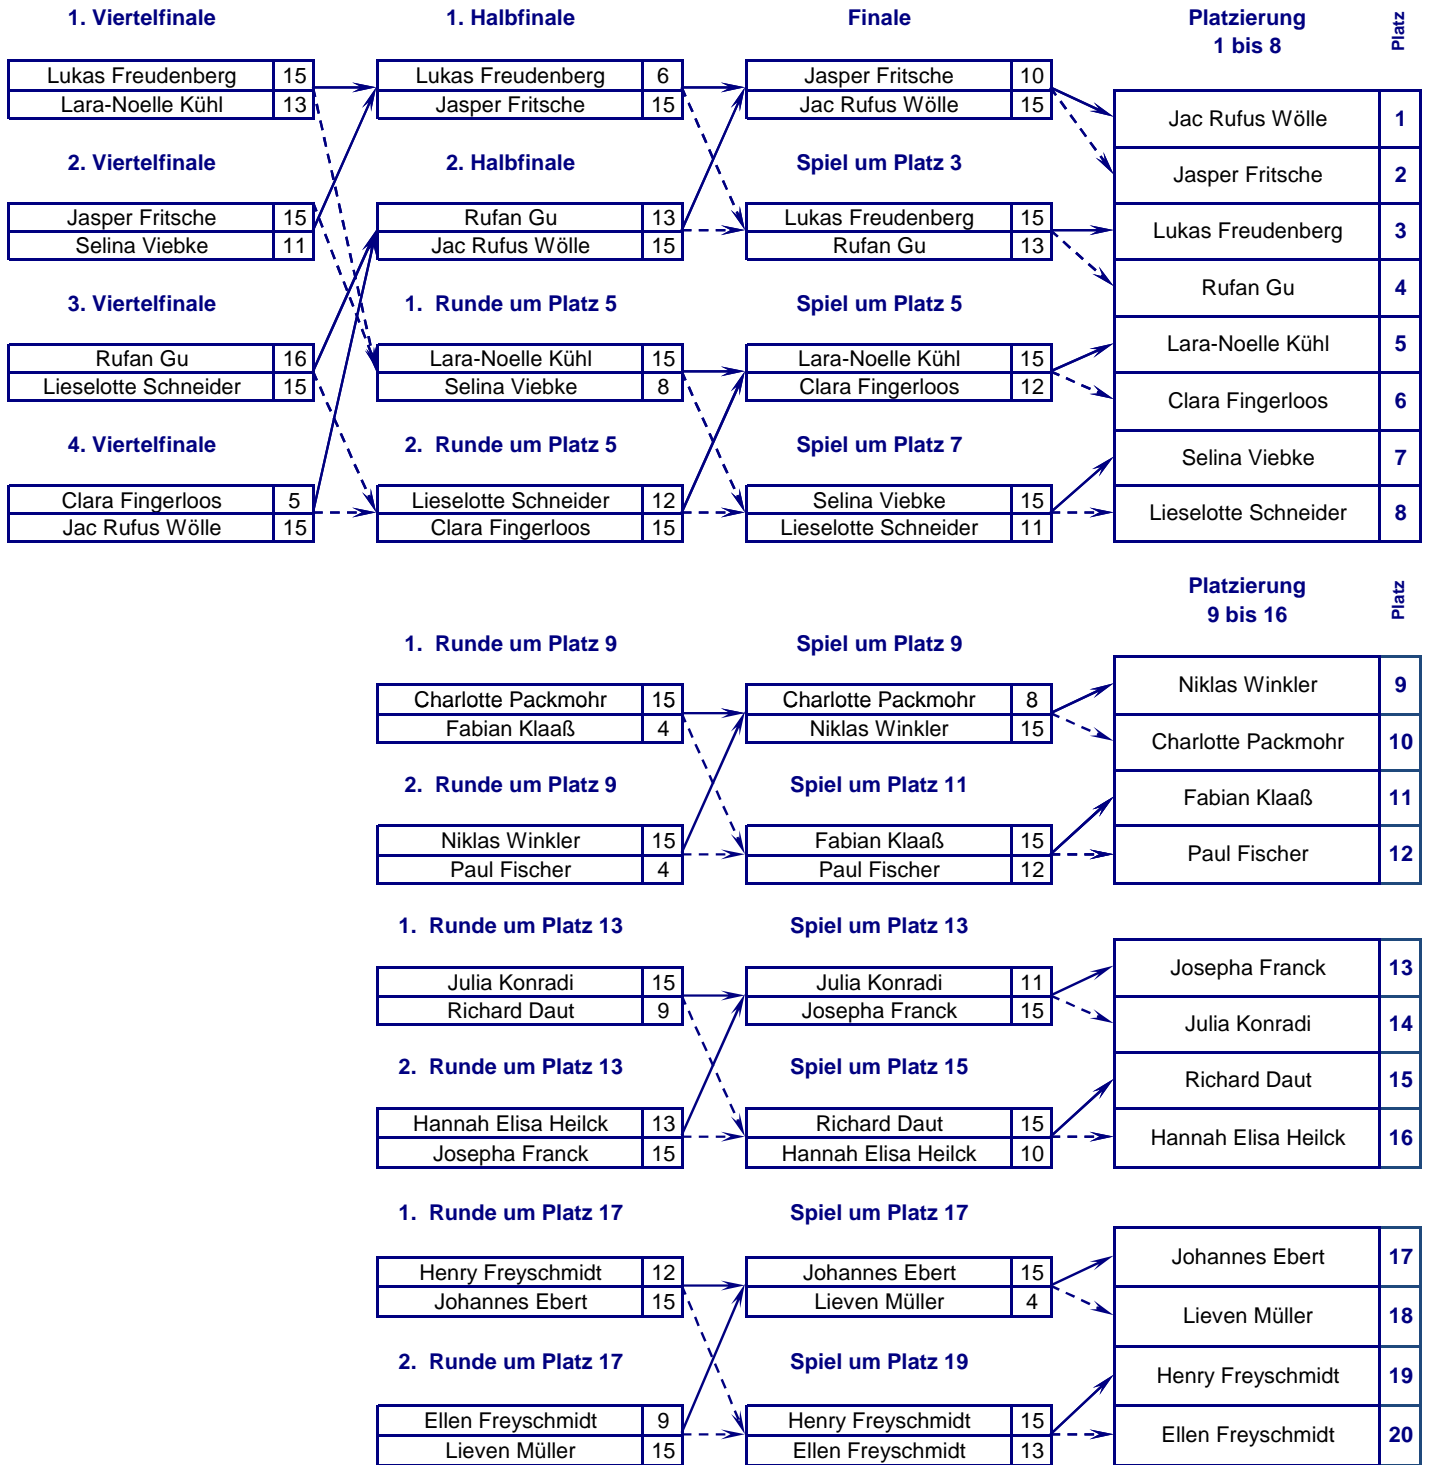 1. Viertelfinale 1. Halbfinale Finale Platzierung 1 bis 8 Platz
Lukas Freudenberg 15 Lukas Freudenberg 6 Jasper Fritsche 10
Lara-Noelle Kühl 13 Jasper Fritsche 15 Jac Rufus Wölle 15
Jac Rufus Wölle 1
2. Viertelfinale 2. Halbfinale Spiel um Platz 3
Jasper Fritsche 2
Jasper Fritsche 15 Rufan Gu 13 Lukas Freudenberg 15
Lukas Freudenberg 3
Selina Viebke 11 Jac Rufus Wölle 15 Rufan Gu 13
Rufan Gu 4
3. Viertelfinale 1. Runde um Platz 5 Spiel um Platz 5
Lara-Noelle Kühl 5
Rufan Gu 16 Lara-Noelle Kühl 15 Lara-Noelle Kühl 15
Lieselotte Schneider 15 Selina Viebke 8 Clara Fingerloos 12
Clara Fingerloos 6
4. Viertelfinale 2. Runde um Platz 5 Spiel um Platz 7
Selina Viebke 7
Clara Fingerloos 5 Lieselotte Schneider 12 Selina Viebke 15
Lieselotte Schneider 8
Jac Rufus Wölle 15 Clara Fingerloos 15 Lieselotte Schneider 11
Platzierung 9 bis 16 Platz
1. Runde um Platz 9 Spiel um Platz 9
Niklas Winkler 9
Charlotte Packmohr 15 Charlotte Packmohr 8
Fabian Klaaß 4 Niklas Winkler 15
Charlotte Packmohr 10
2. Runde um Platz 9 Spiel um Platz 11
Fabian Klaaß 11
Niklas Winkler 15 Fabian Klaaß 15
Paul Fischer 12
Paul Fischer 4 Paul Fischer 12
1. Runde um Platz 13 Spiel um Platz 13
Josepha Franck 13
Julia Konradi 15 Julia Konradi 11
Richard Daut 9 Josepha Franck 15
Julia Konradi 14
2. Runde um Platz 13 Spiel um Platz 15
Richard Daut 15
Hannah Elisa Heilck 13 Richard Daut 15
Hannah Elisa Heilck 16
Josepha Franck 15 Hannah Elisa Heilck 10
1. Runde um Platz 17 Spiel um Platz 17
Johannes Ebert 17
Henry Freyschmidt 12 Johannes Ebert 15
Johannes Ebert 15 Lieven Müller 4
Lieven Müller 18
2. Runde um Platz 17 Spiel um Platz 19
Henry Freyschmidt 19
Ellen Freyschmidt 9 Henry Freyschmidt 15
Ellen Freyschmidt 20
Lieven Müller 15 Ellen Freyschmidt 13